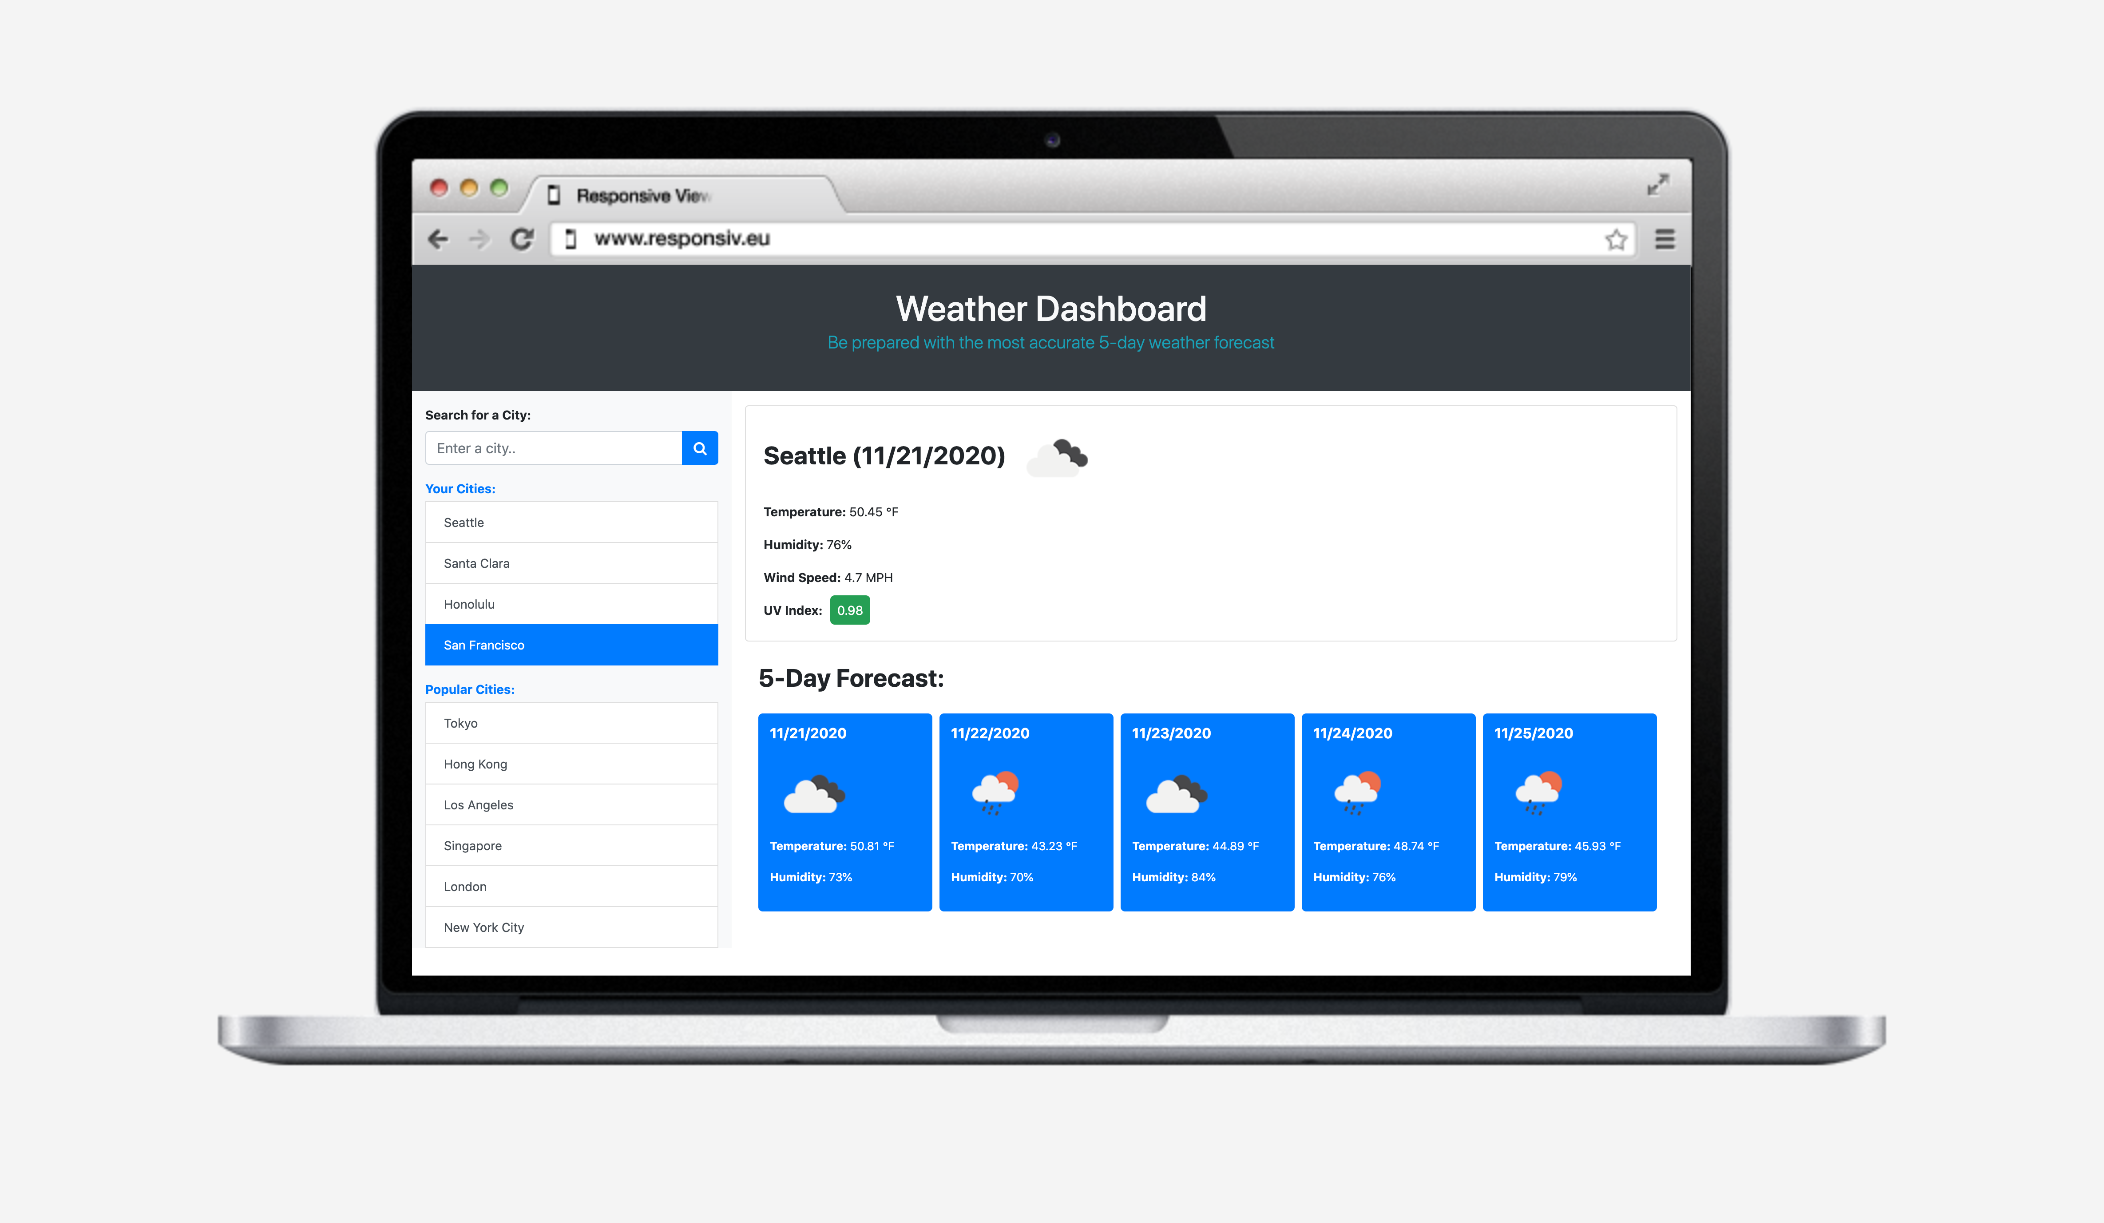 Responsive View
www.responsiv.eu
Weather Dashboard
Be prepared with the most accurate 5-day weather forecast
Search for a City:
Enter a city..
Your Cities:
Seattle
Santa Clara
Honolulu
San Francisco
Popular Cities:
Tokyo
Hong Kong
Los Angeles
Singapore
London
New York City
Seattle (11/21/2020)
Temperature: 50.45 °F
Humidity: 76%
Wind Speed: 4.7 MPH
UV Index: 0.98
5-Day Forecast:
11/21/2020
Temperature: 50.81 °F
Humidity: 73%
11/22/2020
Temperature: 43.23 °F
Humidity: 70%
11/23/2020
Temperature: 44.89 °F
Humidity: 84%
11/24/2020
Temperature: 48.74 °F
Humidity: 76%
11/25/2020
Temperature: 45.93 °F
Humidity: 79%